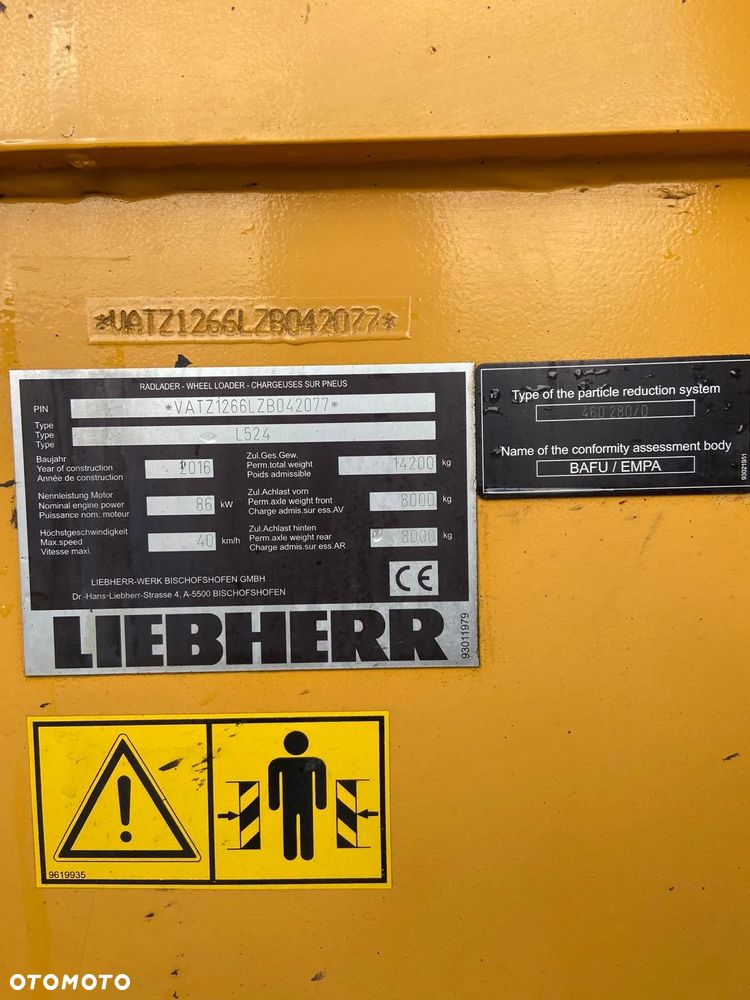 *VATZ1266LZB042077*
RADLADER - WHEEL LOADER - CHARGEUSES SUR PNEUS
PIN *VATZ1266LZB042077*
Type
Type L524
Type
Baujahr
Year of construction 2016
Année de construction
Zul.Ges.Gew.
Perm.total weight 14200 kg
Poids admissible
Nennleistung Motor
Nominal engine power 86 kW
Puissance nom. moteur
Zul.Achlast vorn
Perm.axle weight front 8000 kg
Charge admis.sur ess.AV
Höchstgeschwindigkeit
Max.speed 40 km/h
Vitesse maxi.
Zul.Achlast hinten
Perm.axle weight rear 8000 kg
Charge admis.sur ess.AR
LIEBHERR-WERK BISCHOFSHOFEN GMBH
Dr.-Hans-Liebherr-Strasse 4, A-5500 BISCHOFSHOFEN
CE
LIEBHERR
93011979
Type of the particle reduction system
460 280/0
Name of the conformity assessment body
BAFU / EMPA
93021931
9619935
OTOMOTO